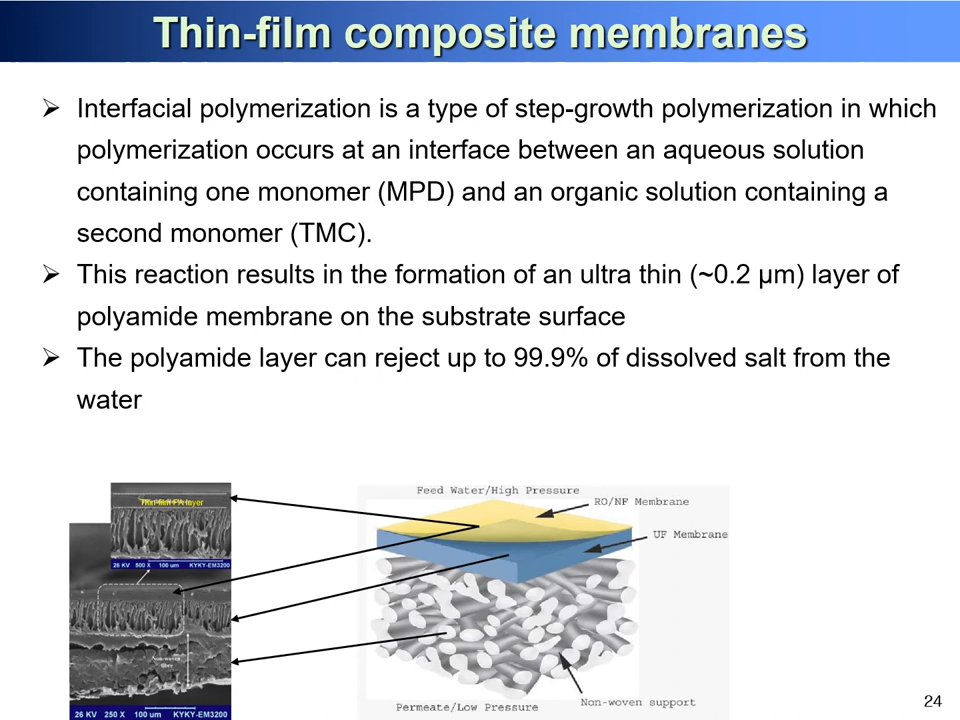 Thin-film composite membranes
➢ Interfacial polymerization is a type of step-growth polymerization in which
polymerization occurs at an interface between an aqueous solution
containing one monomer (MPD) and an organic solution containing a
second monomer (TMC).
➢ This reaction results in the formation of an ultra thin (~0.2 µm) layer of
polyamide membrane on the substrate surface
➢ The polyamide layer can reject up to 99.9% of dissolved salt from the
water
Feed Water/High Pressure
RO/NF Membrane
UF Membrane
Thin-film PA layer
26 KV 500 X 100 um KYKY-EM3200
Non-woven
26 KV 250 X 100 um KYKY-EM3200
Non-woven support
Permeate/Low Pressure
24